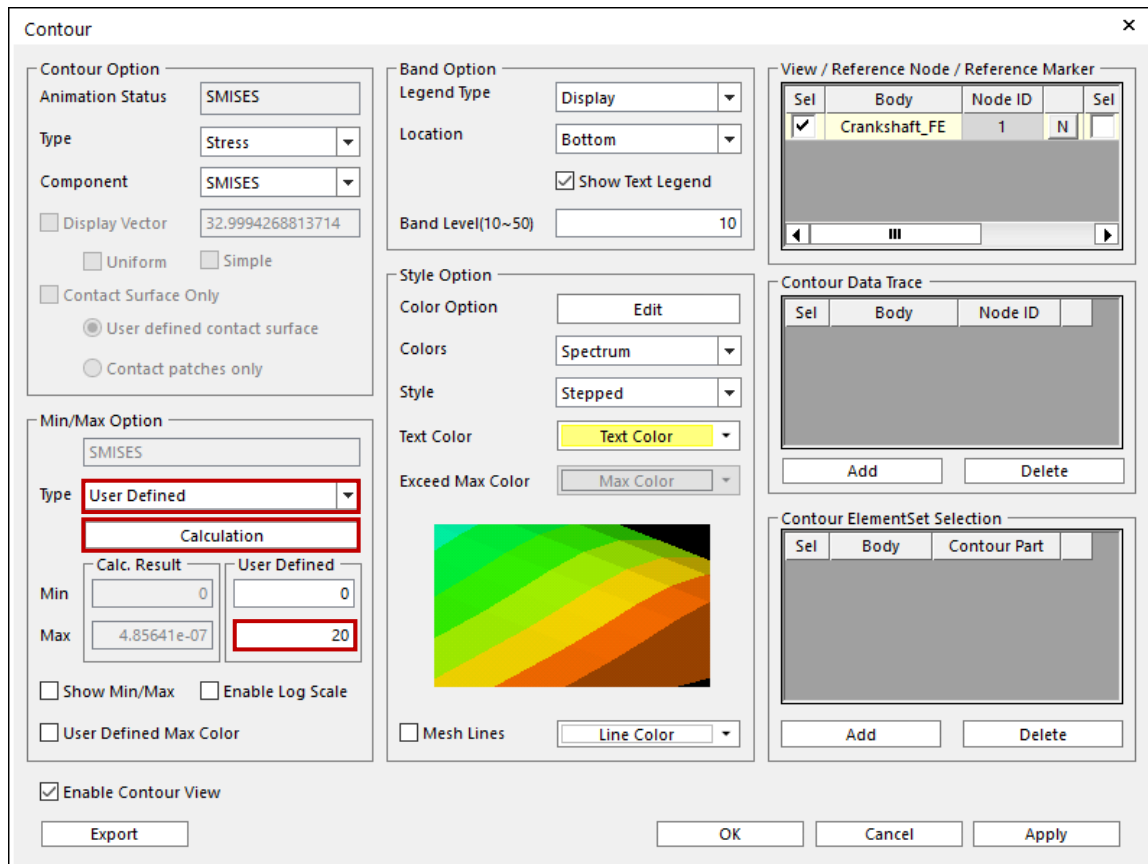 Contour
Contour Option
Animation Status SMISES
Type Stress
Component SMISES
Display Vector 32.9994268813714
Uniform Simple
Contact Surface Only
User defined contact surface
Contact patches only
Min/Max Option
SMISES
Type User Defined
Calculation
Calc. Result User Defined
Min 0 0
Max 4.85641e-07 20
Show Min/Max Enable Log Scale
User Defined Max Color
Band Option
Legend Type Display
Location Bottom
Show Text Legend
Band Level(10~50) 10
Style Option
Color Option Edit
Colors Spectrum
Style Stepped
Text Color Text Color
Exceed Max Color Max Color
Mesh Lines Line Color
View / Reference Node / Reference Marker
Sel Body Node ID Sel
Crankshaft_FE 1 N
Contour Data Trace
Sel Body Node ID
Add Delete
Contour ElementSet Selection
Sel Body Contour Part
Add Delete
Enable Contour View
Export OK Cancel Apply